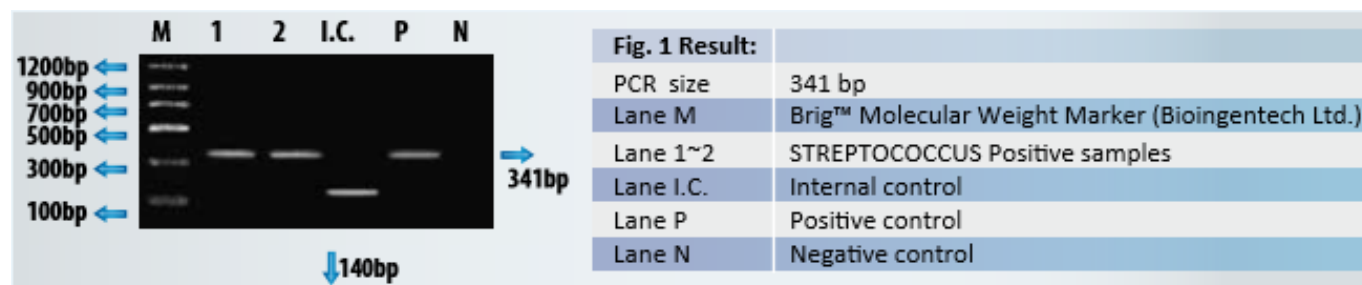 M 1 2 I.C. P N
1200bp
900bp
700bp
500bp
300bp
100bp
341bp
140bp
Fig. 1 Result:
PCR size 341 bp
Lane M Brig™ Molecular Weight Marker (Bioingentech Ltd.)
Lane 1~2 STREPTOCOCCUS Positive samples
Lane I.C. Internal control
Lane P Positive control
Lane N Negative control